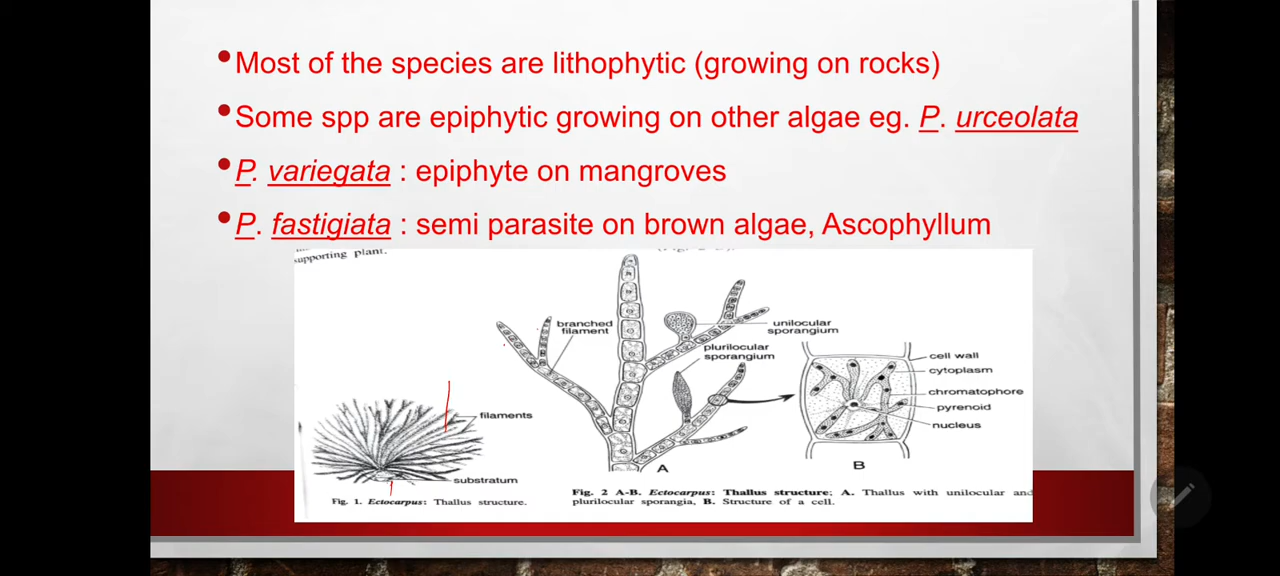 •Most of the species are lithophytic (growing on rocks)
•Some spp are epiphytic growing on other algae eg. P. urceolata
•P. variegata : epiphyte on mangroves
•P. fastigiata : semi parasite on brown algae, Ascophyllum
supporting plant.
branched
filament
unilocular
sporangium
plurilocular
sporangium
cell wall
cytoplasm
chromatophore
pyrenoid
nucleus
filaments
substratum
A
B
Fig. 1. Ectocarpus: Thallus structure.
Fig. 2 A-B. Ectocarpus: Thallus structure; A. Thallus with unilocular and
plurilocular sporangia, B. Structure of a cell.